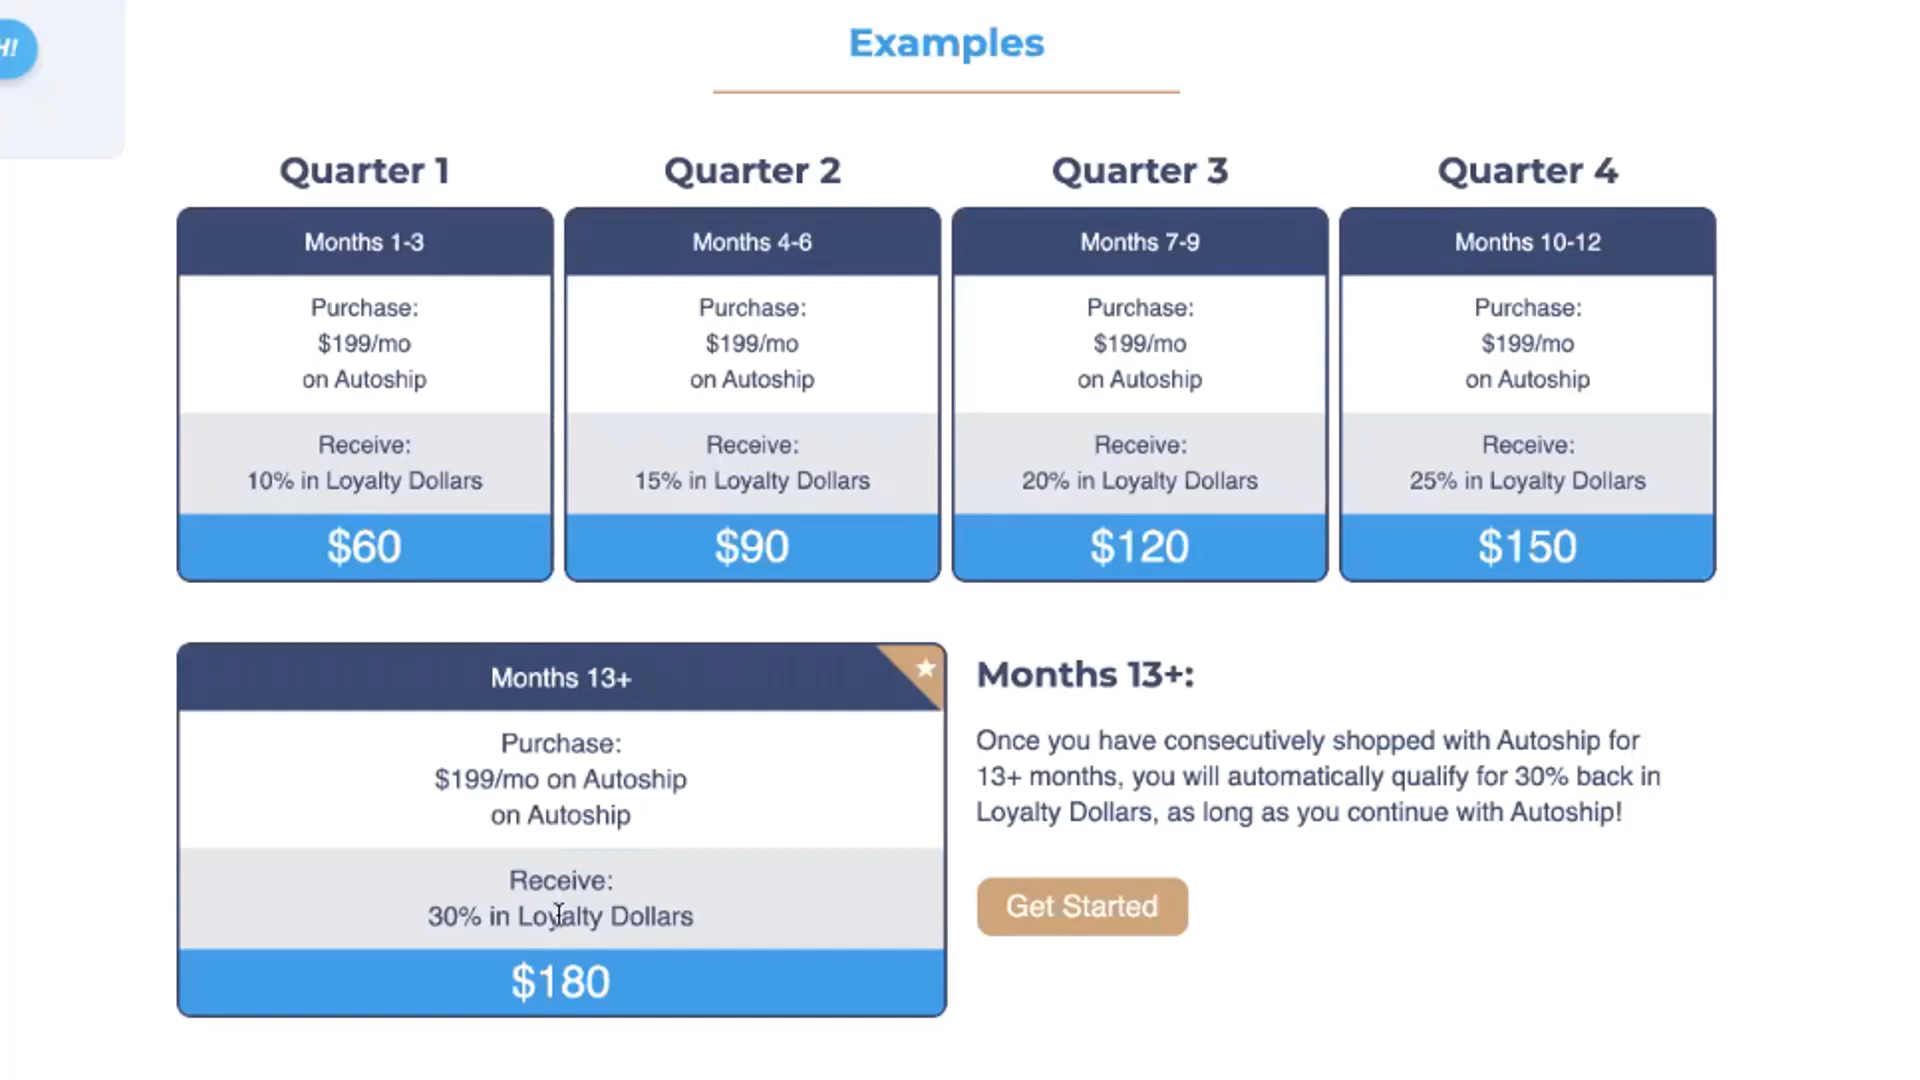 H!
Examples
Quarter 1
Months 1-3
Purchase:
$199/mo
on Autoship
Receive:
10% in Loyalty Dollars
$60
Quarter 2
Months 4-6
Purchase:
$199/mo
on Autoship
Receive:
15% in Loyalty Dollars
$90
Quarter 3
Months 7-9
Purchase:
$199/mo
on Autoship
Receive:
20% in Loyalty Dollars
$120
Quarter 4
Months 10-12
Purchase:
$199/mo
on Autoship
Receive:
25% in Loyalty Dollars
$150
Months 13+
Purchase:
$199/mo on Autoship
on Autoship
Receive:
30% in Loyalty Dollars
$180
Months 13+:
Once you have consecutively shopped with Autoship for
13+ months, you will automatically qualify for 30% back in
Loyalty Dollars, as long as you continue with Autoship!
Get Started